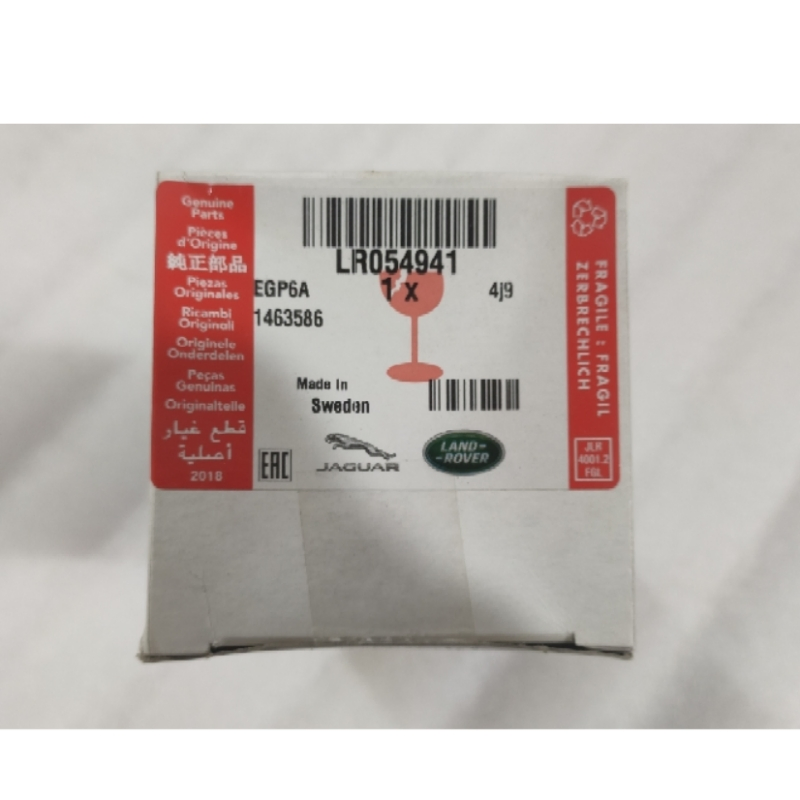 Genuine
Parts
Pièces
d'Origine
純正部品
Piezas
Originales
Ricambi
Originali
Originele
Onderdelen
Peças
Genuínas
Originalteile
قطع غيار
أصلية
2018
LR054941
EGP6A
1 x
4J9
1463586
Made in
Sweden
EAC
JAGUAR
LAND-
-ROVER
FRAGILE : FRAGIL
ZERBRECHLICH
JLR
4001.2
FGL